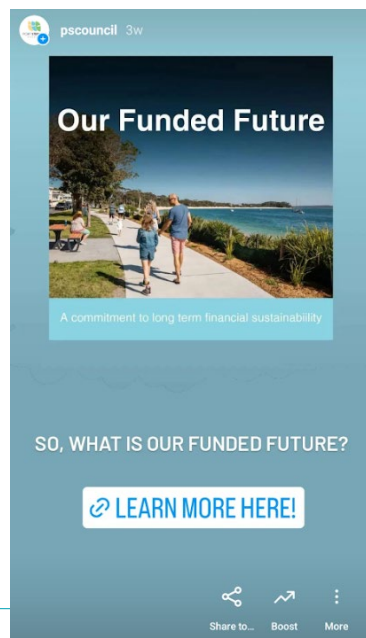 pscouncil 3w
Our Funded Future
A commitment to long term financial sustainability
SO, WHAT IS OUR FUNDED FUTURE?
LEARN MORE HERE!
Share to... Boost More